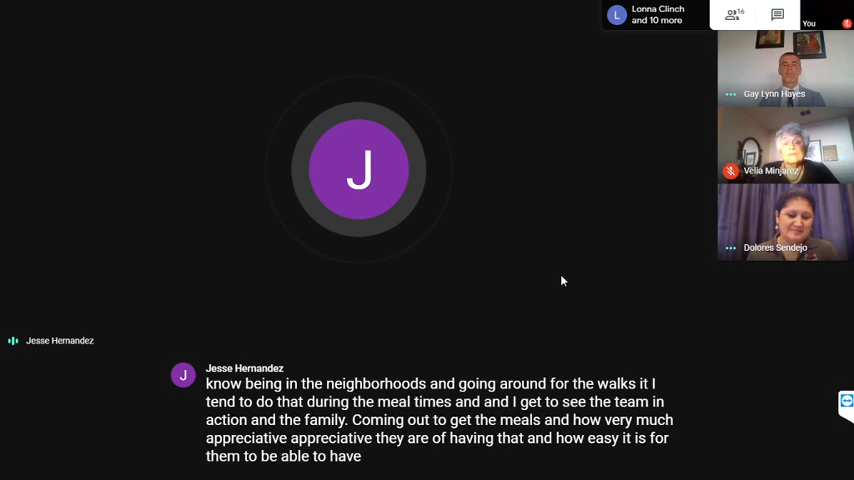 Lonna Clinch
and 10 more
L
16
You
Gay Lynn Hayes
Velia Minjarez
Dolores Sendejo
J
Jesse Hernandez
J
Jesse Hernandez
know being in the neighborhoods and going around for the walks it I
tend to do that during the meal times and and I get to see the team in
action and the family. Coming out to get the meals and how very much
appreciative appreciative they are of having that and how easy it is for
them to be able to have